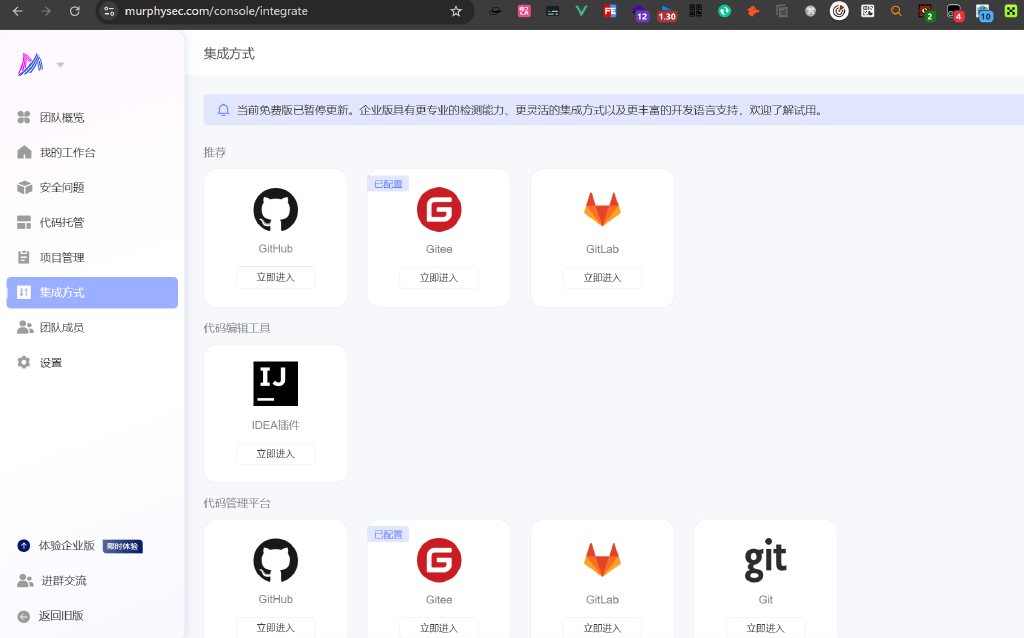 murphysec.com/console/integrate
12
1.30
2
4
10
集成方式
团队概览
我的工作台
安全问题
代码托管
项目管理
集成方式
团队成员
设置
体验企业版 限时体验
进群交流
返回旧版
当前免费版已暂停更新。企业版具有更专业的检测能力、更灵活的集成方式以及更丰富的开发语言支持，欢迎了解试用。
推荐
GitHub
立即进入
已配置
Gitee
立即进入
GitLab
立即进入
代码编辑工具
IJ
IDEA插件
立即进入
代码管理平台
GitHub
立即进入
已配置
Gitee
立即进入
GitLab
立即进入
git
Git
立即进入